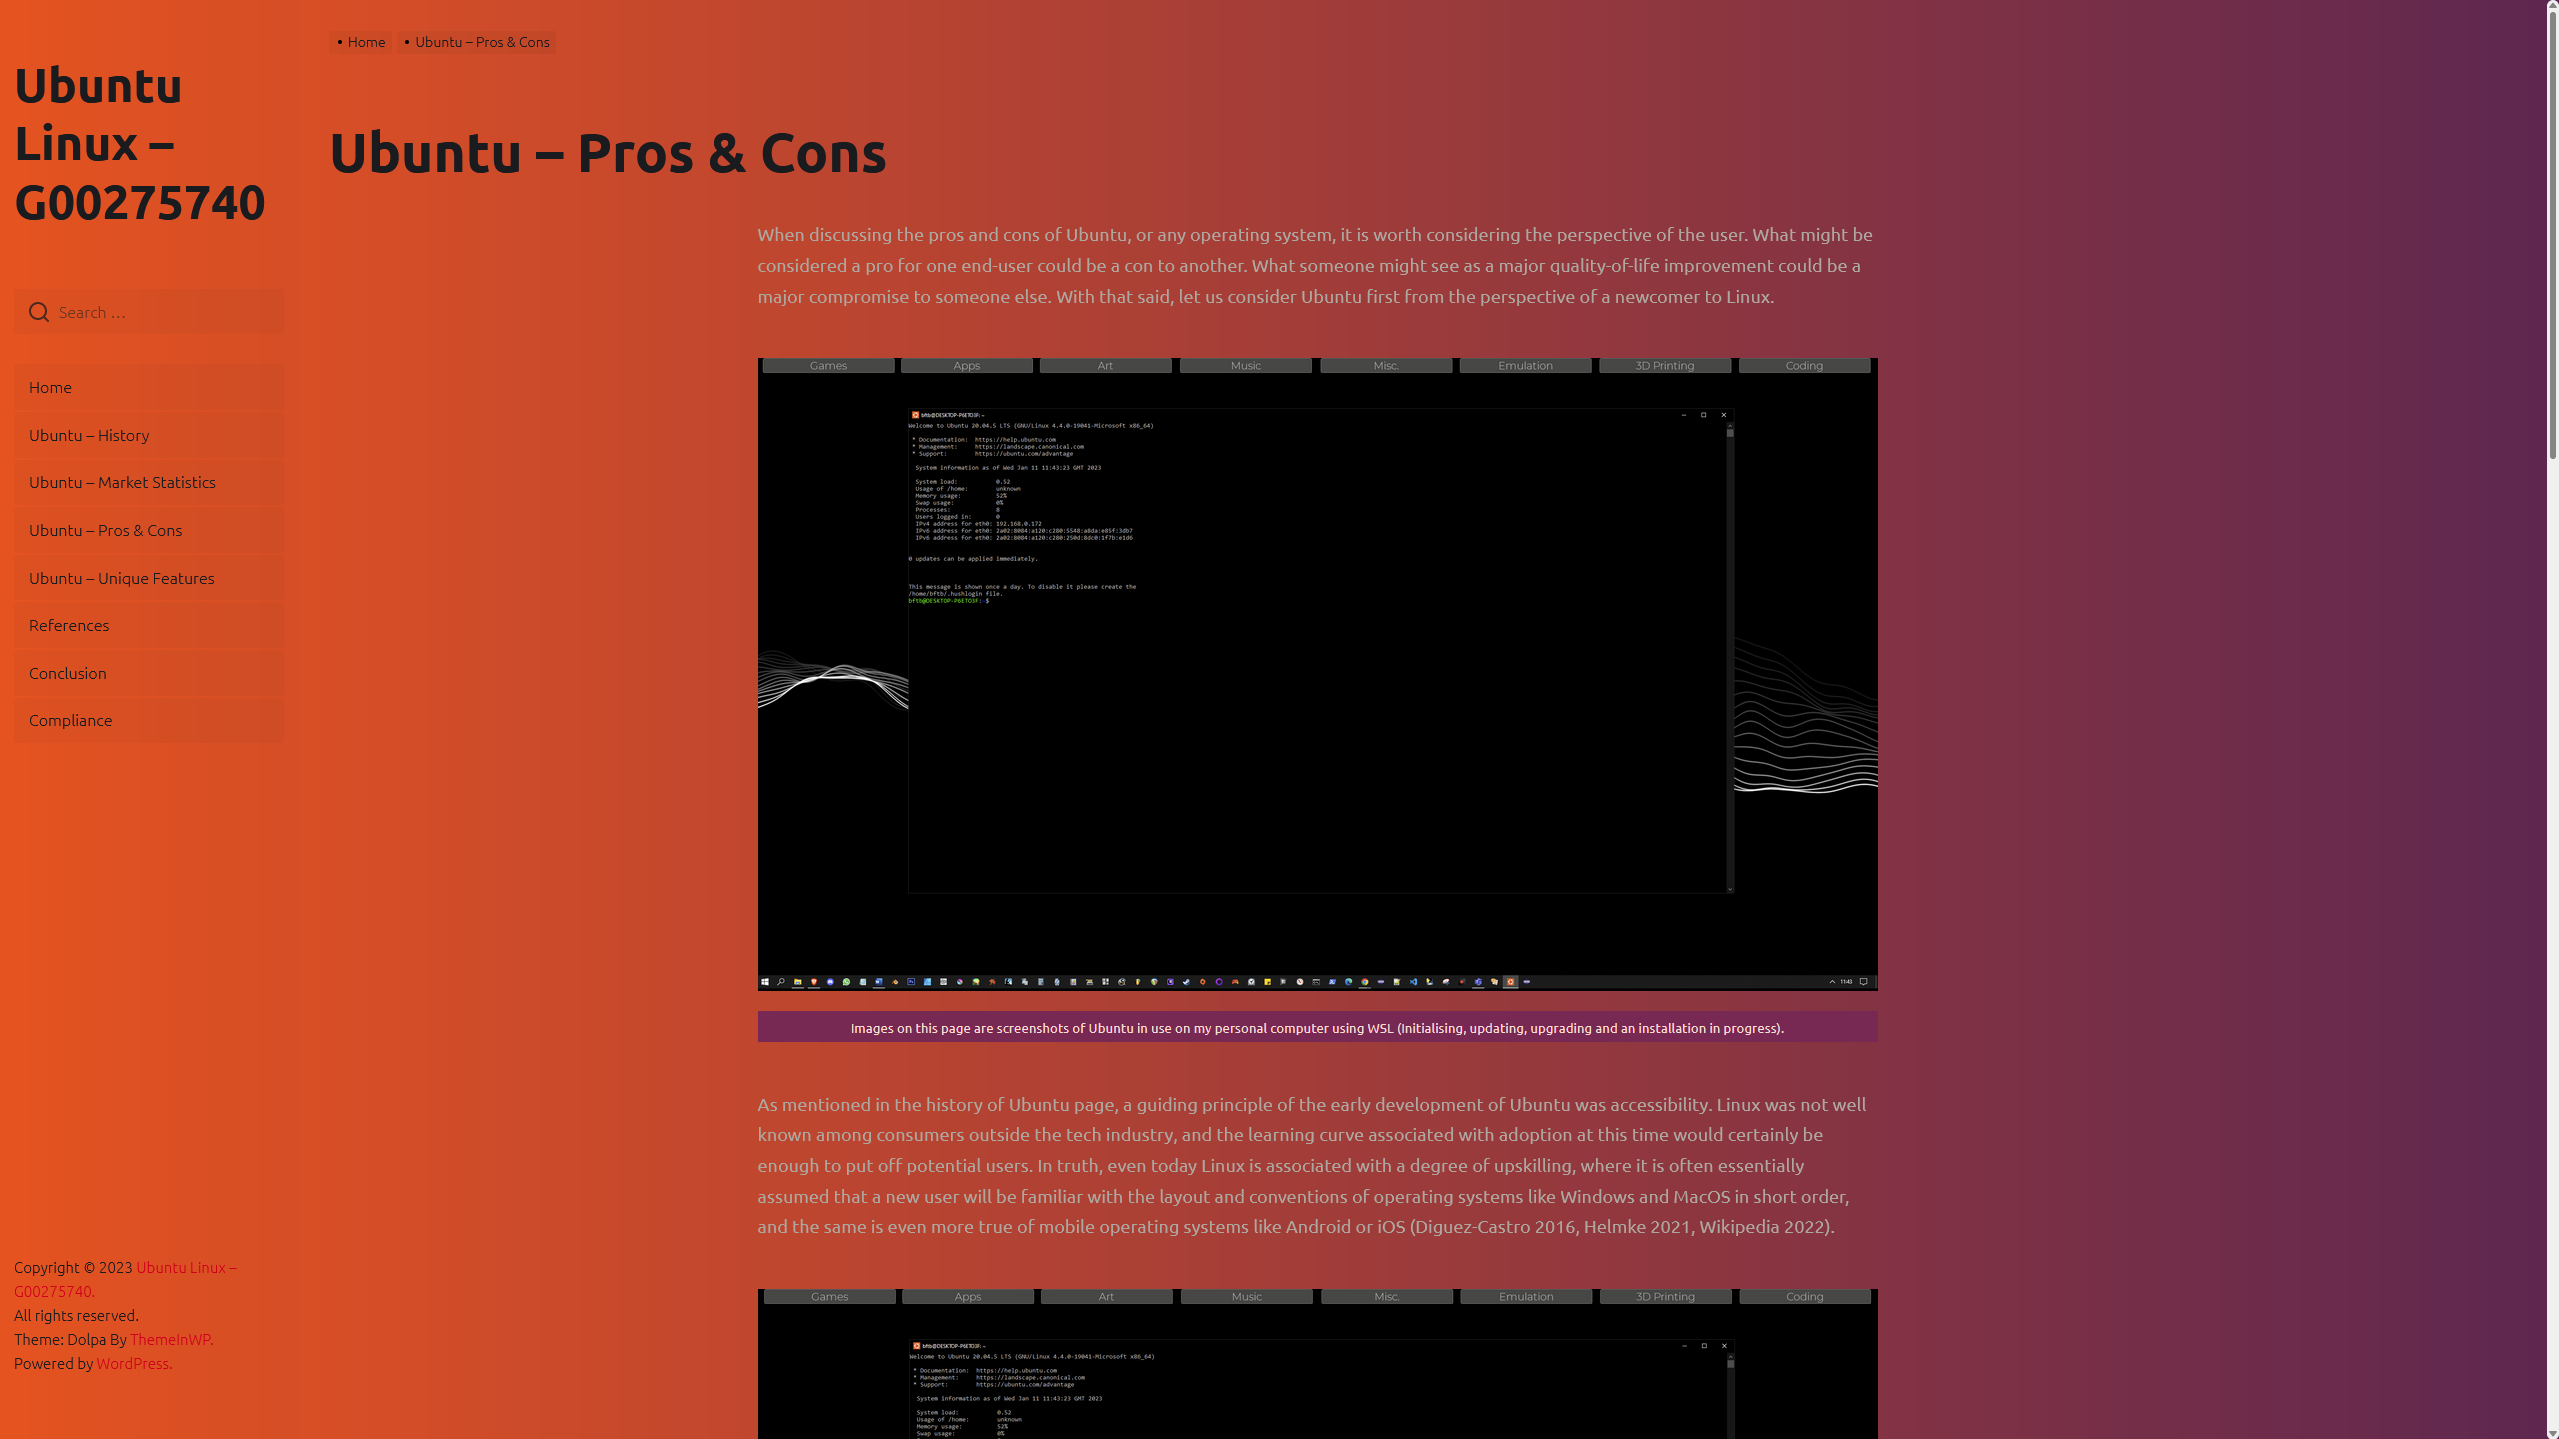 Home
Ubuntu – Pros & Cons
Ubuntu
Linux –
G00275740
Search …
Home
Ubuntu – History
Ubuntu – Market Statistics
Ubuntu – Pros & Cons
Ubuntu – Unique Features
References
Conclusion
Compliance
Copyright © 2023 Ubuntu Linux –
G00275740.
All rights reserved.
Theme: Dolpa By ThemeInWP.
Powered by WordPress.
Ubuntu – Pros & Cons
When discussing the pros and cons of Ubuntu, or any operating system, it is worth considering the perspective of the user. What might be
considered a pro for one end-user could be a con to another. What someone might see as a major quality-of-life improvement could be a
major compromise to someone else. With that said, let us consider Ubuntu first from the perspective of a newcomer to Linux.
Games Apps Art Music Misc. Emulation 3D Printing Coding
bftb@DESKTOP-P6ETO3F: ~
Welcome to Ubuntu 20.04.5 LTS (GNU/Linux 4.4.0-19041-Microsoft x86_64)
* Documentation: https://help.ubuntu.com
* Management: https://landscape.canonical.com
* Support: https://ubuntu.com/advantage
System information as of Wed Jan 11 11:43:23 GMT 2023
System load: 0.52
Usage of /home: unknown
Memory usage: 52%
Swap usage: 0%
Processes: 8
Users logged in: 0
IPv4 address for eth0: 192.168.0.172
IPv6 address for eth0: 2a02:8084:a120:c280:5548:a8da:e85f:3db7
IPv6 address for eth0: 2a02:8084:a120:c280:250d:8dc0:1f7b:e1d6
0 updates can be applied immediately.
This message is shown once a day. To disable it please create the
/home/bftb/.hushlogin file.
bftb@DESKTOP-P6ETO3F:~$
11:43
Images on this page are screenshots of Ubuntu in use on my personal computer using WSL (Initialising, updating, upgrading and an installation in progress).
As mentioned in the history of Ubuntu page, a guiding principle of the early development of Ubuntu was accessibility. Linux was not well
known among consumers outside the tech industry, and the learning curve associated with adoption at this time would certainly be
enough to put off potential users. In truth, even today Linux is associated with a degree of upskilling, where it is often essentially
assumed that a new user will be familiar with the layout and conventions of operating systems like Windows and MacOS in short order,
and the same is even more true of mobile operating systems like Android or iOS (Diguez-Castro 2016, Helmke 2021, Wikipedia 2022).
Games Apps Art Music Misc. Emulation 3D Printing Coding
bftb@DESKTOP-P6ETO3F: ~
Welcome to Ubuntu 20.04.5 LTS (GNU/Linux 4.4.0-19041-Microsoft x86_64)
* Documentation: https://help.ubuntu.com
* Management: https://landscape.canonical.com
* Support: https://ubuntu.com/advantage
System information as of Wed Jan 11 11:43:23 GMT 2023
System load: 0.52
Usage of /home: unknown
Memory usage: 52%
Swap usage: 0%